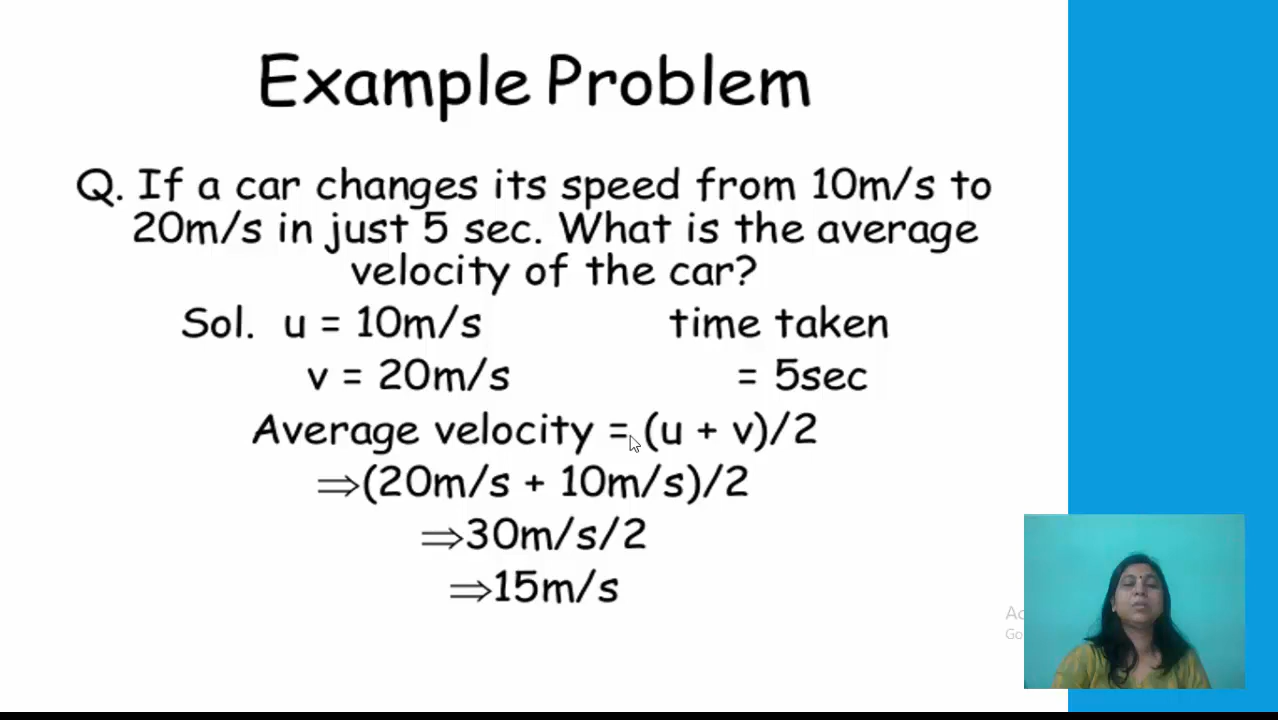 Example Problem
Q. If a car changes its speed from 10m/s to
20m/s in just 5 sec. What is the average
velocity of the car?
Sol. u = 10m/s time taken
v = 20m/s = 5sec
Average velocity = (u + v)/2
⇒(20m/s + 10m/s)/2
⇒30m/s/2
⇒15m/s